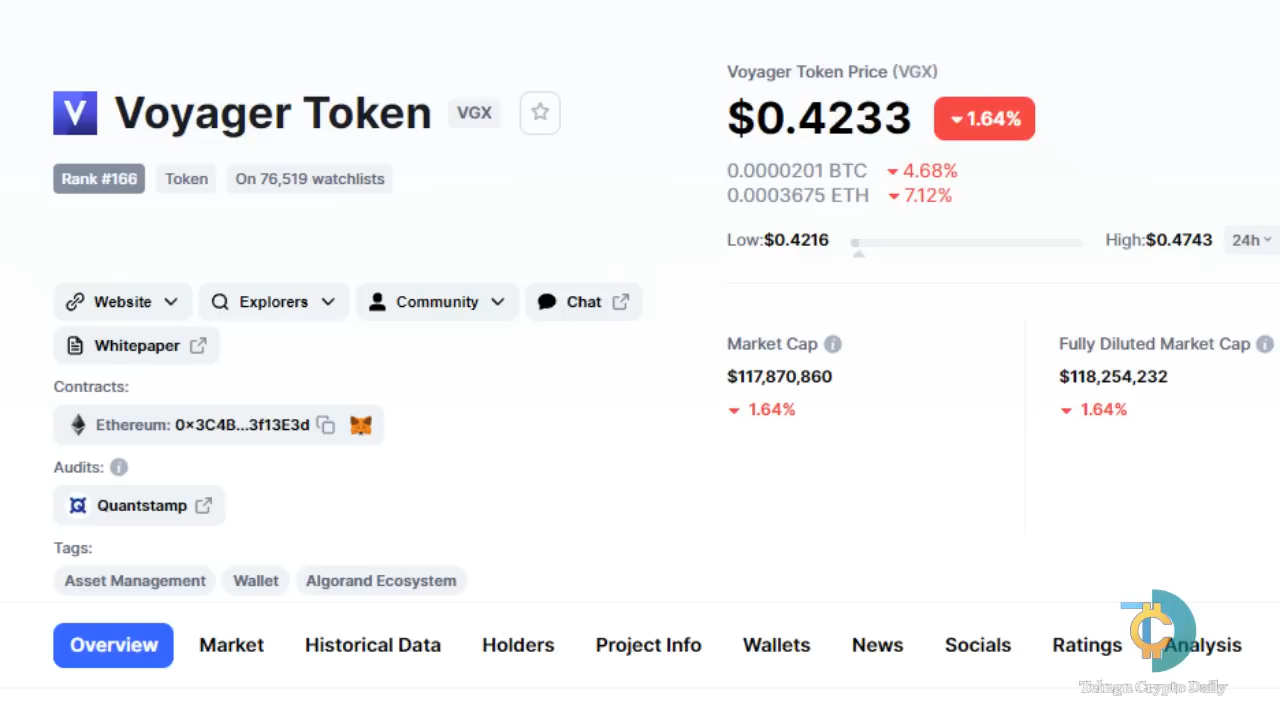 Voyager Token VGX
Rank #166 Token On 76,519 watchlists
Website Explorers Community Chat
Whitepaper
Contracts:
Ethereum: 0×3C4B...3f13E3d
Audits:
Quantstamp
Tags:
Asset Management Wallet Algorand Ecosystem
Voyager Token Price (VGX)
$0.4233 1.64%
0.0000201 BTC 4.68%
0.0003675 ETH 7.12%
Low:$0.4216 High:$0.4743 24h
Market Cap
$117,870,860
1.64%
Fully Diluted Market Cap
$118,254,232
1.64%
Overview Market Historical Data Holders Project Info Wallets News Socials Ratings Analysis
Telugu Crypto Daily